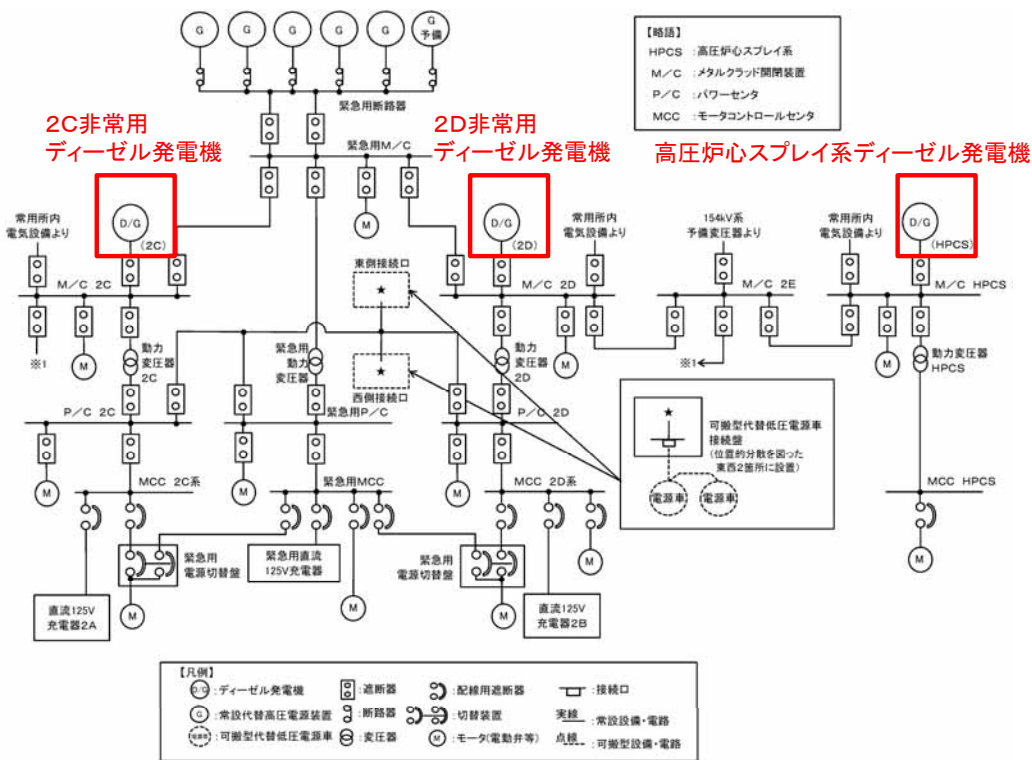 G
G
G
G
G
G
予備
緊急用断路器
【略語】
HPCS :高圧炉心スプレイ系
M/C :メタルクラッド開閉装置
P/C :パワーセンタ
MCC :モータコントロールセンタ
2C非常用
ディーゼル発電機
2D非常用
ディーゼル発電機
高圧炉心スプレイ系ディーゼル発電機
緊急用M/C
常用所内
電気設備より
D/G
(2C)
M
D/G
(2D)
常用所内
電気設備より
154kV系
予備変圧器より
常用所内
電気設備より
D/G
(HPCS)
東側接続口
★
M/C 2C
M/C 2D
M/C 2E
M/C HPCS
※1
M
動力
変圧器
2C
緊急用
動力
変圧器
★
西側接続口
動力
変圧器
2D
M
※1
M
動力変圧器
HPCS
P/C 2C
緊急用P/C
P/C 2D
★
可搬型代替低圧電源車
接続盤
(位置的分散を図った
東西2箇所に設置)
電源車
電源車
M
M
M
MCC 2C系
緊急用MCC
MCC 2D系
MCC HPCS
緊急用
電源切替盤
緊急用直流
125V充電器
緊急用
電源切替盤
M
M
直流125V
充電器2A
M
M
M
直流125V
充電器2B
【凡例】
D/G :ディーゼル発電機
:遮断器
:配線用遮断器
:接続口
G :常設代替高圧電源装置
:断路器
:切替装置
実線 :常設設備・電路
電源車 :可搬型代替低圧電源車
:変圧器
M :モータ(電動弁等)
点線 :可搬型設備・電路